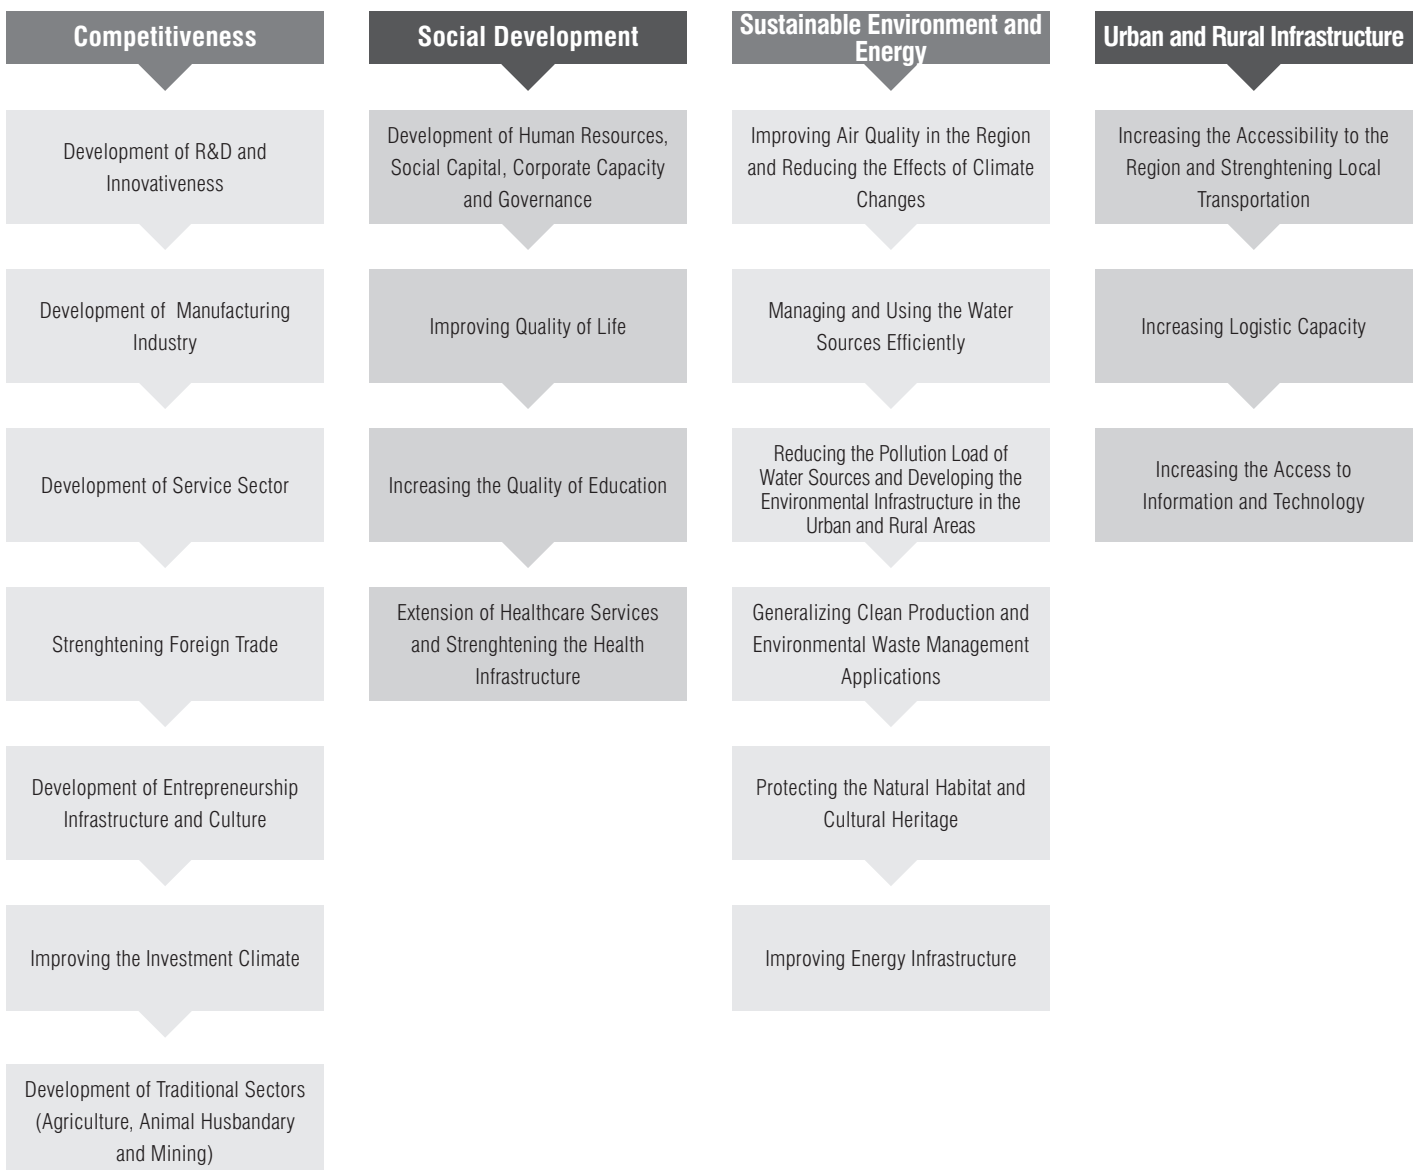 Competitiveness
Development of R&D and
Innovativeness
Development of  Manufacturing
Industry
Development of Service Sector
Strenghtening Foreign Trade
Development of Entrepreneurship
Infrastructure and Culture
Improving the Investment Climate
Development of Traditional Sectors
(Agriculture, Animal Husbandary
and Mining)
Social Development
Development of Human Resources,
Social Capital, Corporate Capacity
and Governance
Improving Quality of Life
Increasing the Quality of Education
Extension of Healthcare Services
and Strenghtening the Health
Infrastructure
Sustainable Environment and
Energy
Improving Air Quality in the Region
and Reducing the Effects of Climate
Changes
Managing and Using the Water
Sources Efficiently
Reducing the Pollution Load of
Water Sources and Developing the
Environmental Infrastructure in the
Urban and Rural Areas
Generalizing Clean Production and
Environmental Waste Management
Applications
Protecting the Natural Habitat and
Cultural Heritage
Improving Energy Infrastructure
Urban and Rural Infrastructure
Increasing the Accessibility to the
Region and Strenghtening Local
Transportation
Increasing Logistic Capacity
Increasing the Access to
Information and Technology